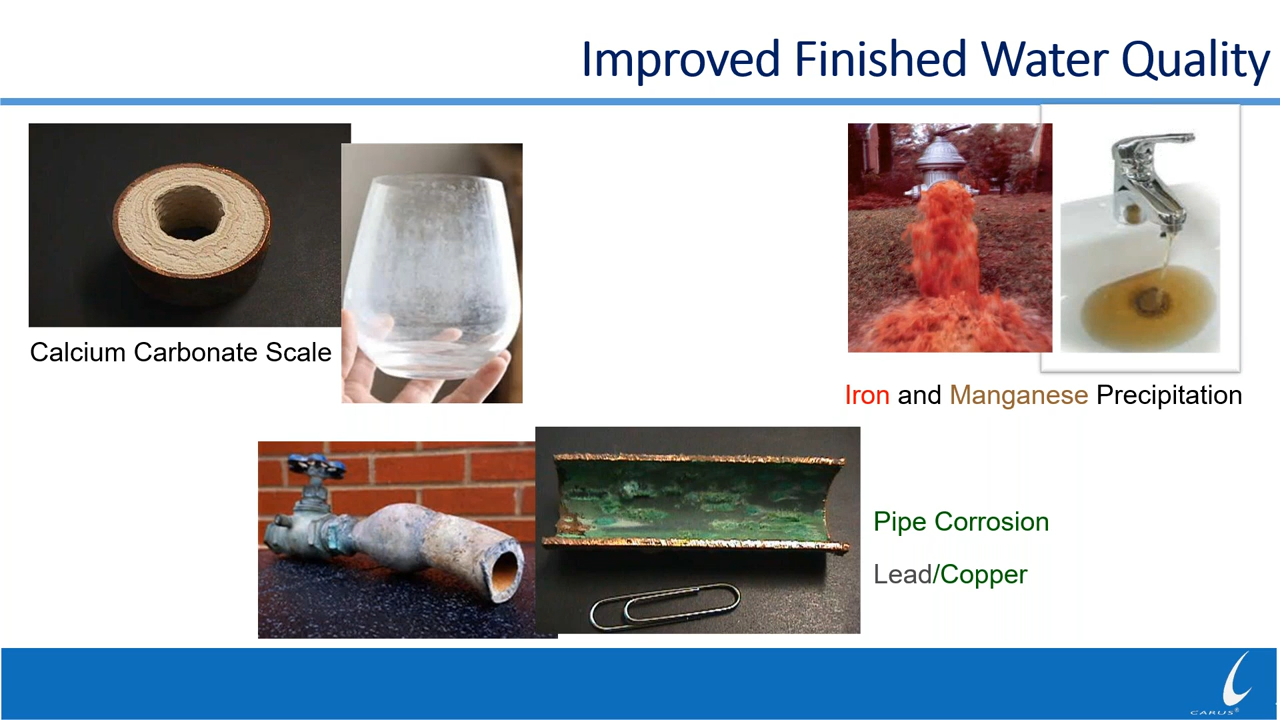 Improved Finished Water Quality
Calcium Carbonate Scale
Iron and Manganese Precipitation
Pipe Corrosion
Lead/Copper
CARUS®